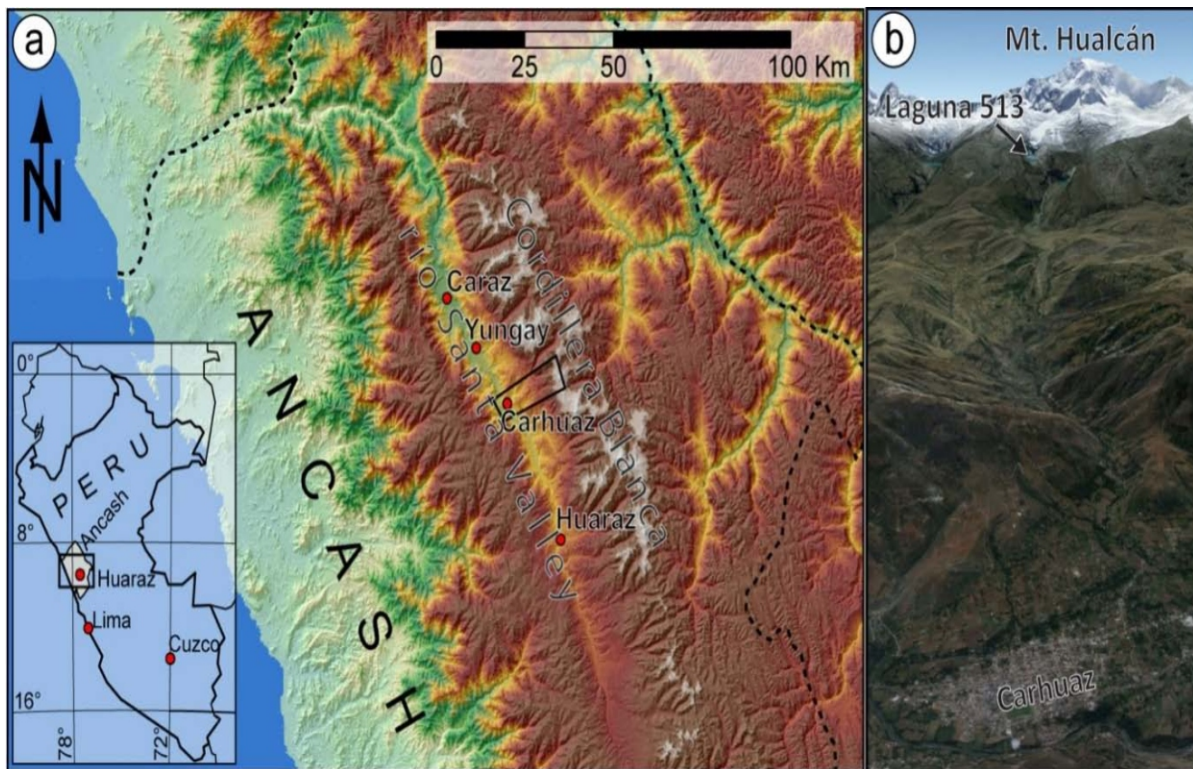 a
0 25 50 100 Km
N
Cordillera Blanca
río Santa Valley
Caraz
Yungay
Carhuaz
Huaraz
ANCASH
0°
PERU
Ancash
8°
Huaraz
Lima
Cuzco
16°
78°
72°
b
Mt. Hualcán
Laguna 513
Carhuaz